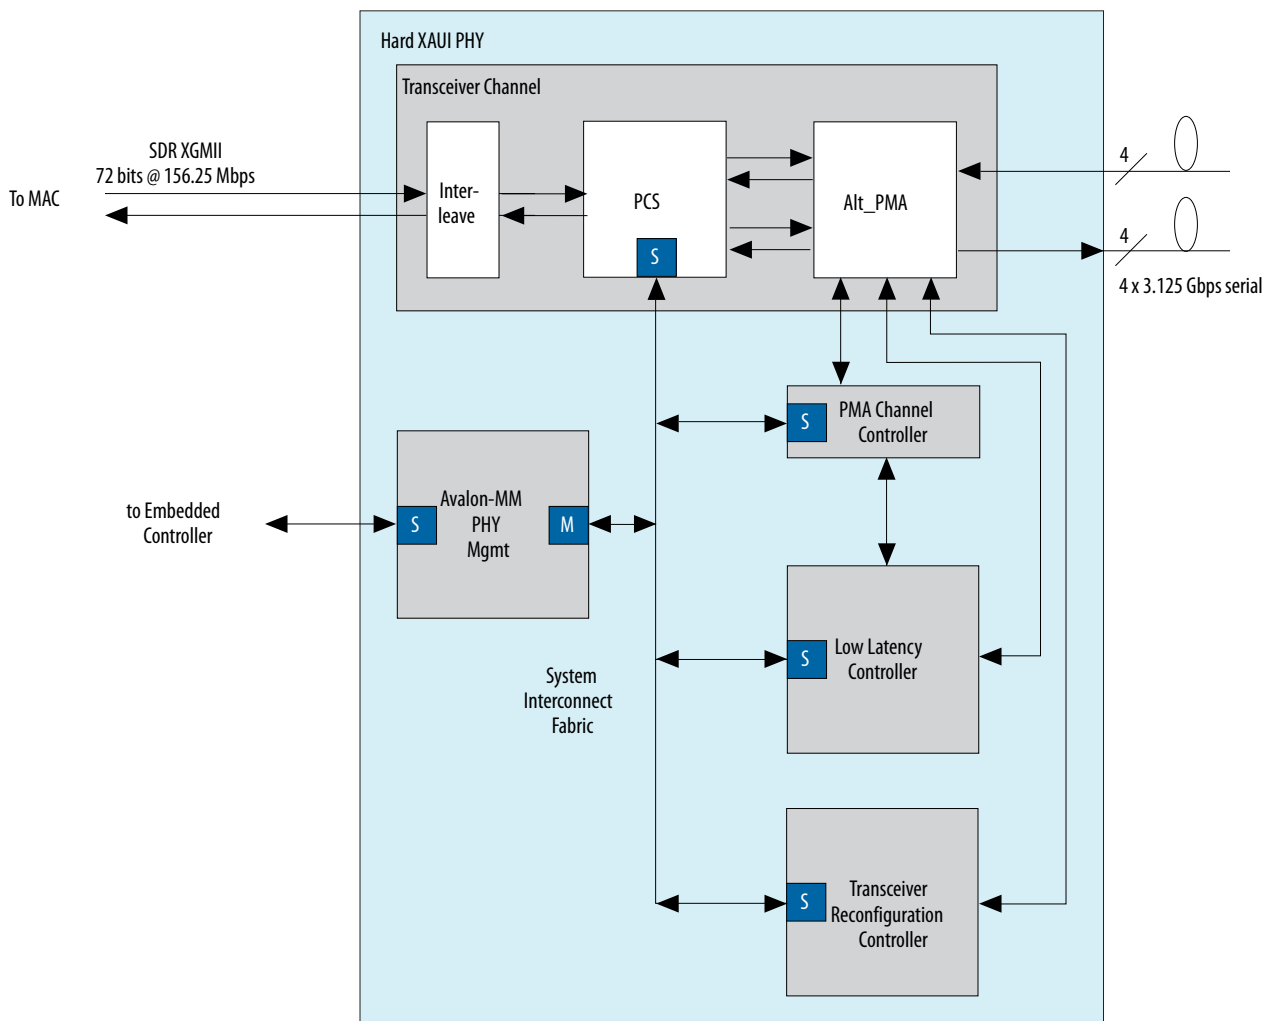 Hard XAUI PHY
Transceiver Channel
SDR XGMII
72 bits @ 156.25 Mbps
To MAC
Inter-
leave
PCS
S
Alt_PMA
4
4
4 x 3.125 Gbps serial
S
PMA Channel
Controller
to Embedded
Controller
S
Avalon-MM
PHY
Mgmt
M
S
Low Latency
Controller
System
Interconnect
Fabric
S
Transceiver
Reconfiguration
Controller